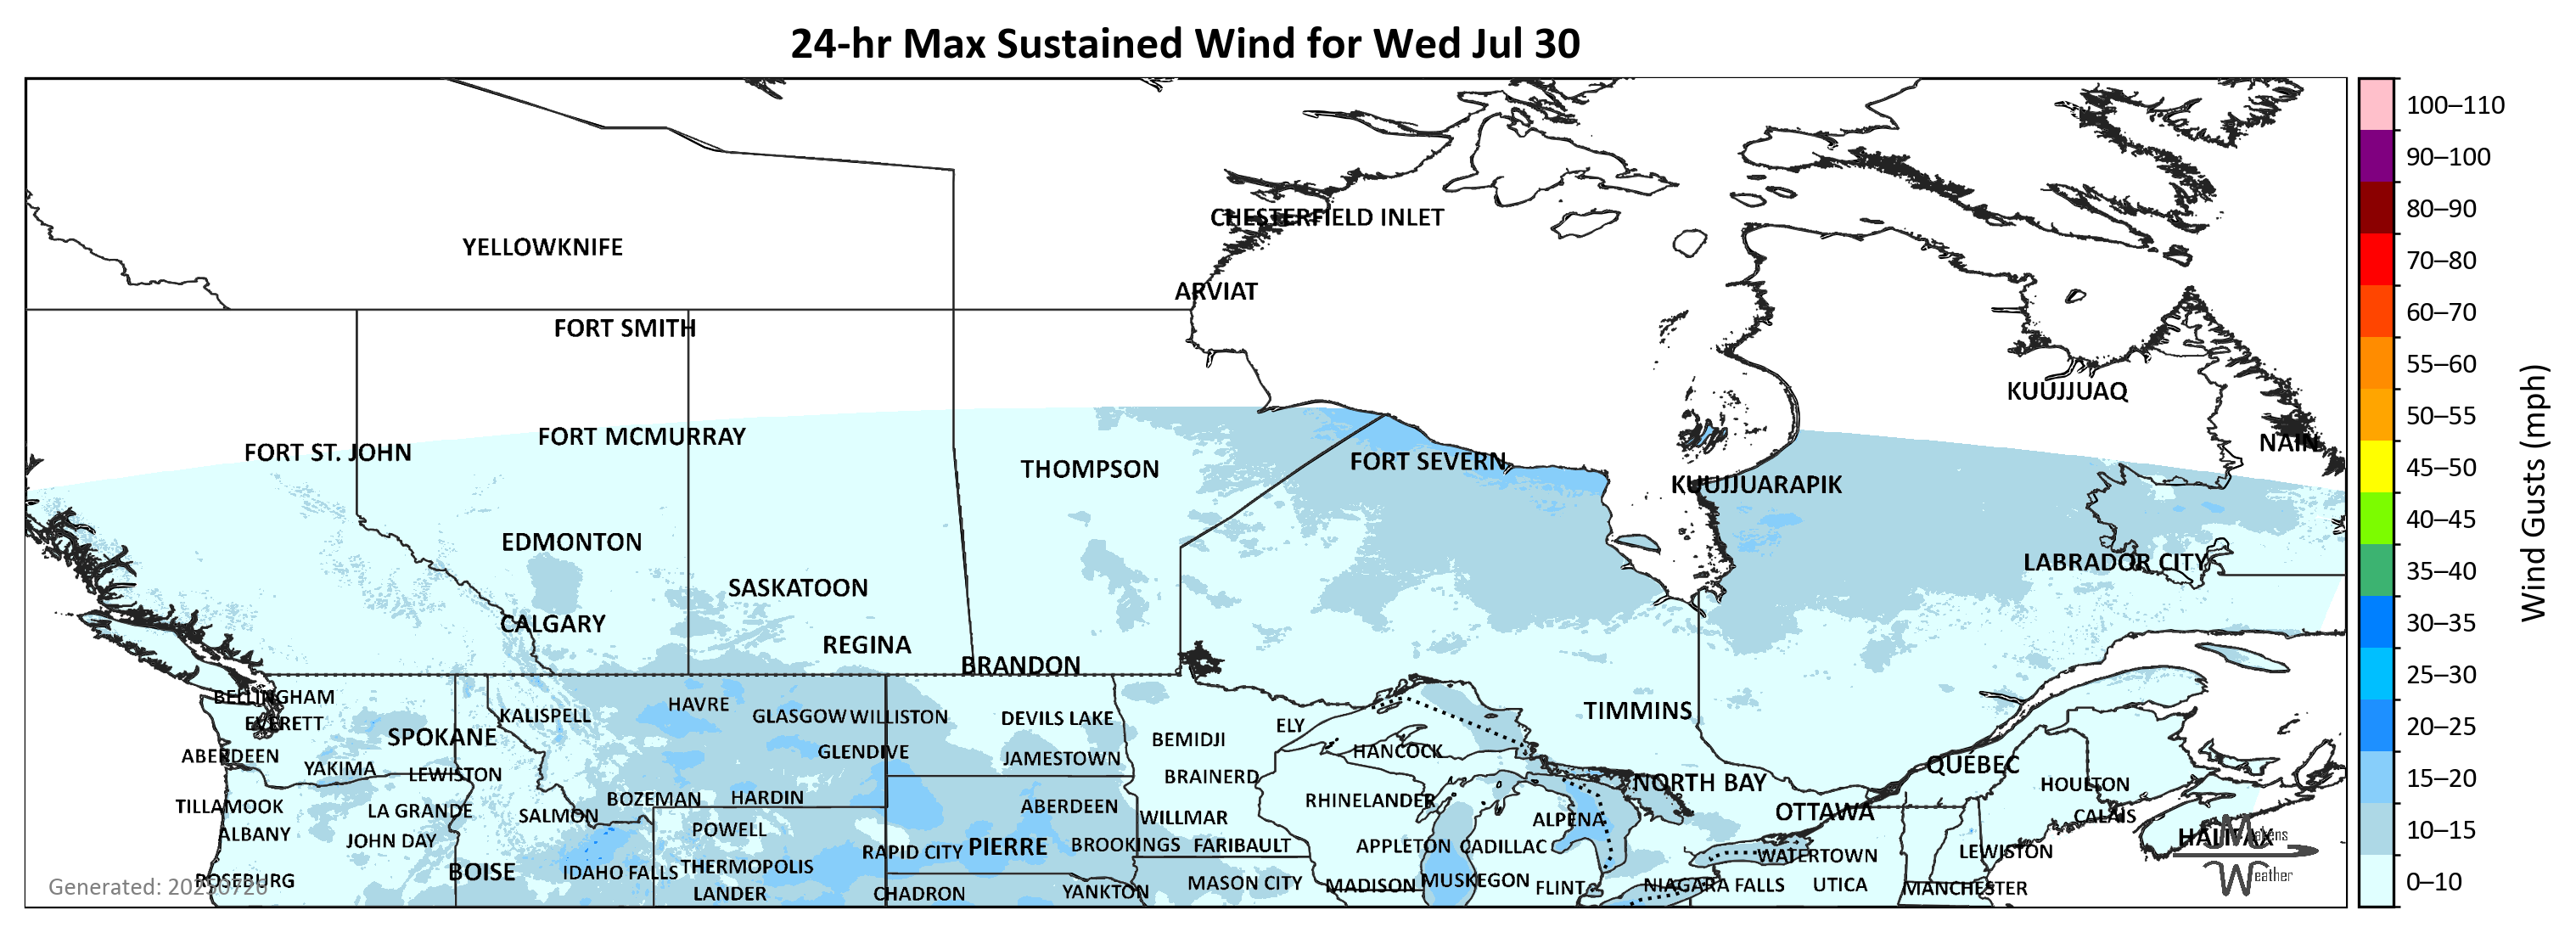 24-hr Max Sustained Wind for Wed Jul 30
100–110
90–100
80–90
70–80
60–70
55–60
50–55
45–50
40–45
35–40
30–35
25–30
20–25
15–20
10–15
0–10
Wind Gusts (mph)
CHESTERFIELD INLET
YELLOWKNIFE
ARVIAT
FORT SMITH
KUUJJUAQ
FORT MCMURRAY
NAIN
FORT ST. JOHN
FORT SEVERN
THOMPSON
KUUJJUARAPIK
EDMONTON
LABRADOR CITY
SASKATOON
CALGARY
REGINA
BRANDON
BELLINGHAM
HAVRE
TIMMINS
KALISPELL
GLASGOW
WILLISTON
DEVILS LAKE
EVERETT
ELY
SPOKANE
BEMIDJI
GLENDIVE
HANCOCK
ABERDEEN
JAMESTOWN
QUÉBEC
YAKIMA
LEWISTON
BRAINERD
NORTH BAY
HOULTON
BOZEMAN
HARDIN
RHINELANDER
TILLAMOOK
LA GRANDE
ABERDEEN
SALMON
WILLMAR
OTTAWA
CALAIS
ALPENA
ALBANY
POWELL
HALIFAX
JOHN DAY
PIERRE
BROOKINGS
FARIBAULT
APPLETON
CADILLAC
RAPID CITY
LEWISTON
WATERTOWN
BOISE
IDAHO FALLS
THERMOPOLIS
ROSEBURG
MASON CITY
MADISON
MUSKEGON
FLINT
NIAGARA FALLS
UTICA
MANCHESTER
LANDER
CHADRON
YANKTON
Makens
Weather
Generated: 20250728